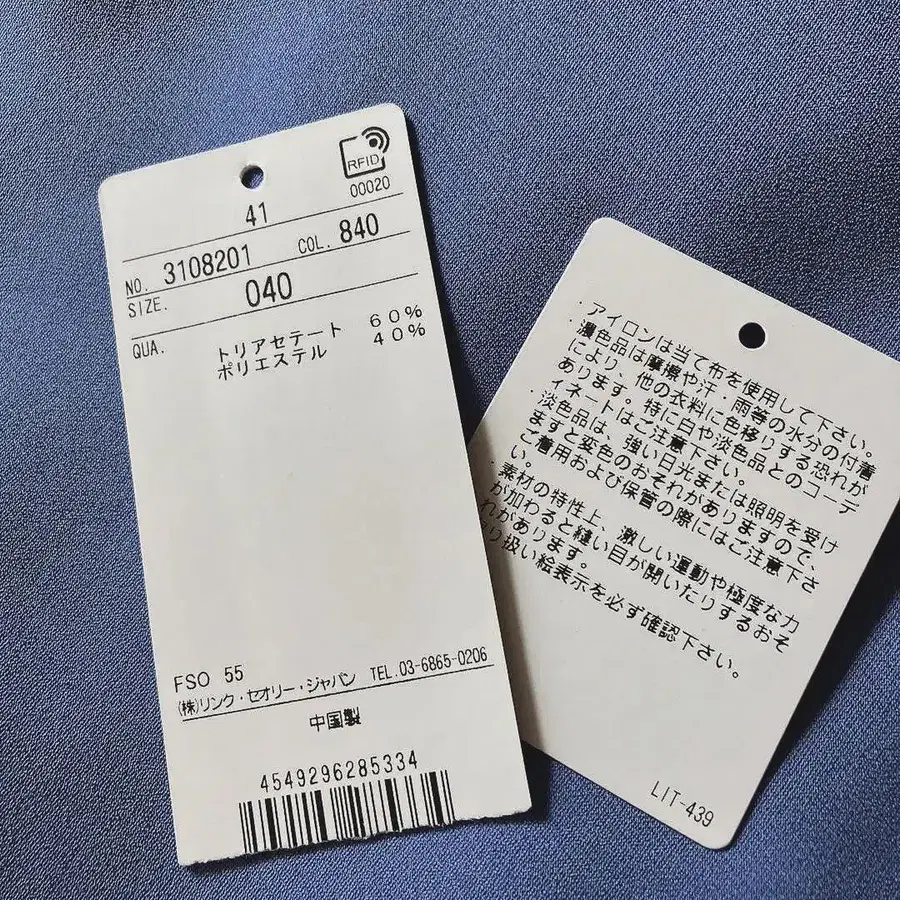 RFID
00020
41
NO. 3108201 COL. 840
SIZE. 040
QUA. トリアセテート 60%
ポリエステル 40%
FSO 55
(株)リンク・セオリー・ジャパン TEL.03-6865-0206
中国製
4549296285334
・アイロンは当て布を使用して下さい。
・濃色品は摩擦や汗・雨等の水分の付着
により、他の衣料に色移りする恐れが
あります。特に白や淡色品とのコーデ
ィネートはご注意下さい。
・淡色品は、強い日光または照明を受け
ますと変色のおそれがありますので、
ご着用および保管の際にはご注意下さ
い。
・素材の特性上、激しい運動や極度な力
が加わると縫い目が開いたりするおそ
れがあります。
り扱い絵表示を必ず確認下さい。
LIT-439